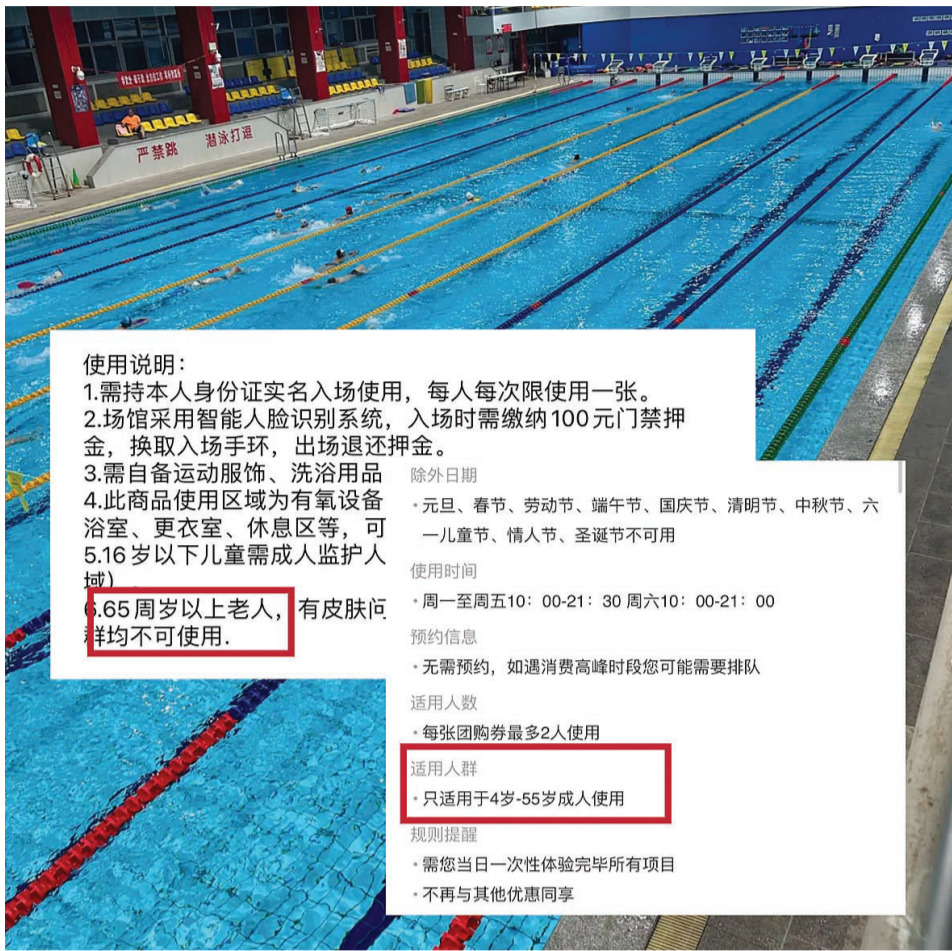 严禁跳
潜泳打逗
使用说明：
1.需持本人身份证实名入场使用，每人每次限使用一张。
2.场馆采用智能人脸识别系统，入场时需缴纳100元门禁押
金，换取入场手环，出场退还押金。
3.需自备运动服饰、洗浴用品
4.此商品使用区域为有氧设备
浴室、更衣室、休息区等，可
5.16岁以下儿童需成人监护人
域）
6.65周岁以上老人，有皮肤问
群均不可使用.
除外日期
·元旦、春节、劳动节、端午节、国庆节、清明节、中秋节、六
一儿童节、情人节、圣诞节不可用
使用时间
·周一至周五10：00-21：30 周六10：00-21：00
预约信息
·无需预约，如遇消费高峰时段您可能需要排队
适用人数
·每张团购券最多2人使用
适用人群
·只适用于4岁-55岁成人使用
规则提醒
·需您当日一次性体验完毕所有项目
·不再与其他优惠同享